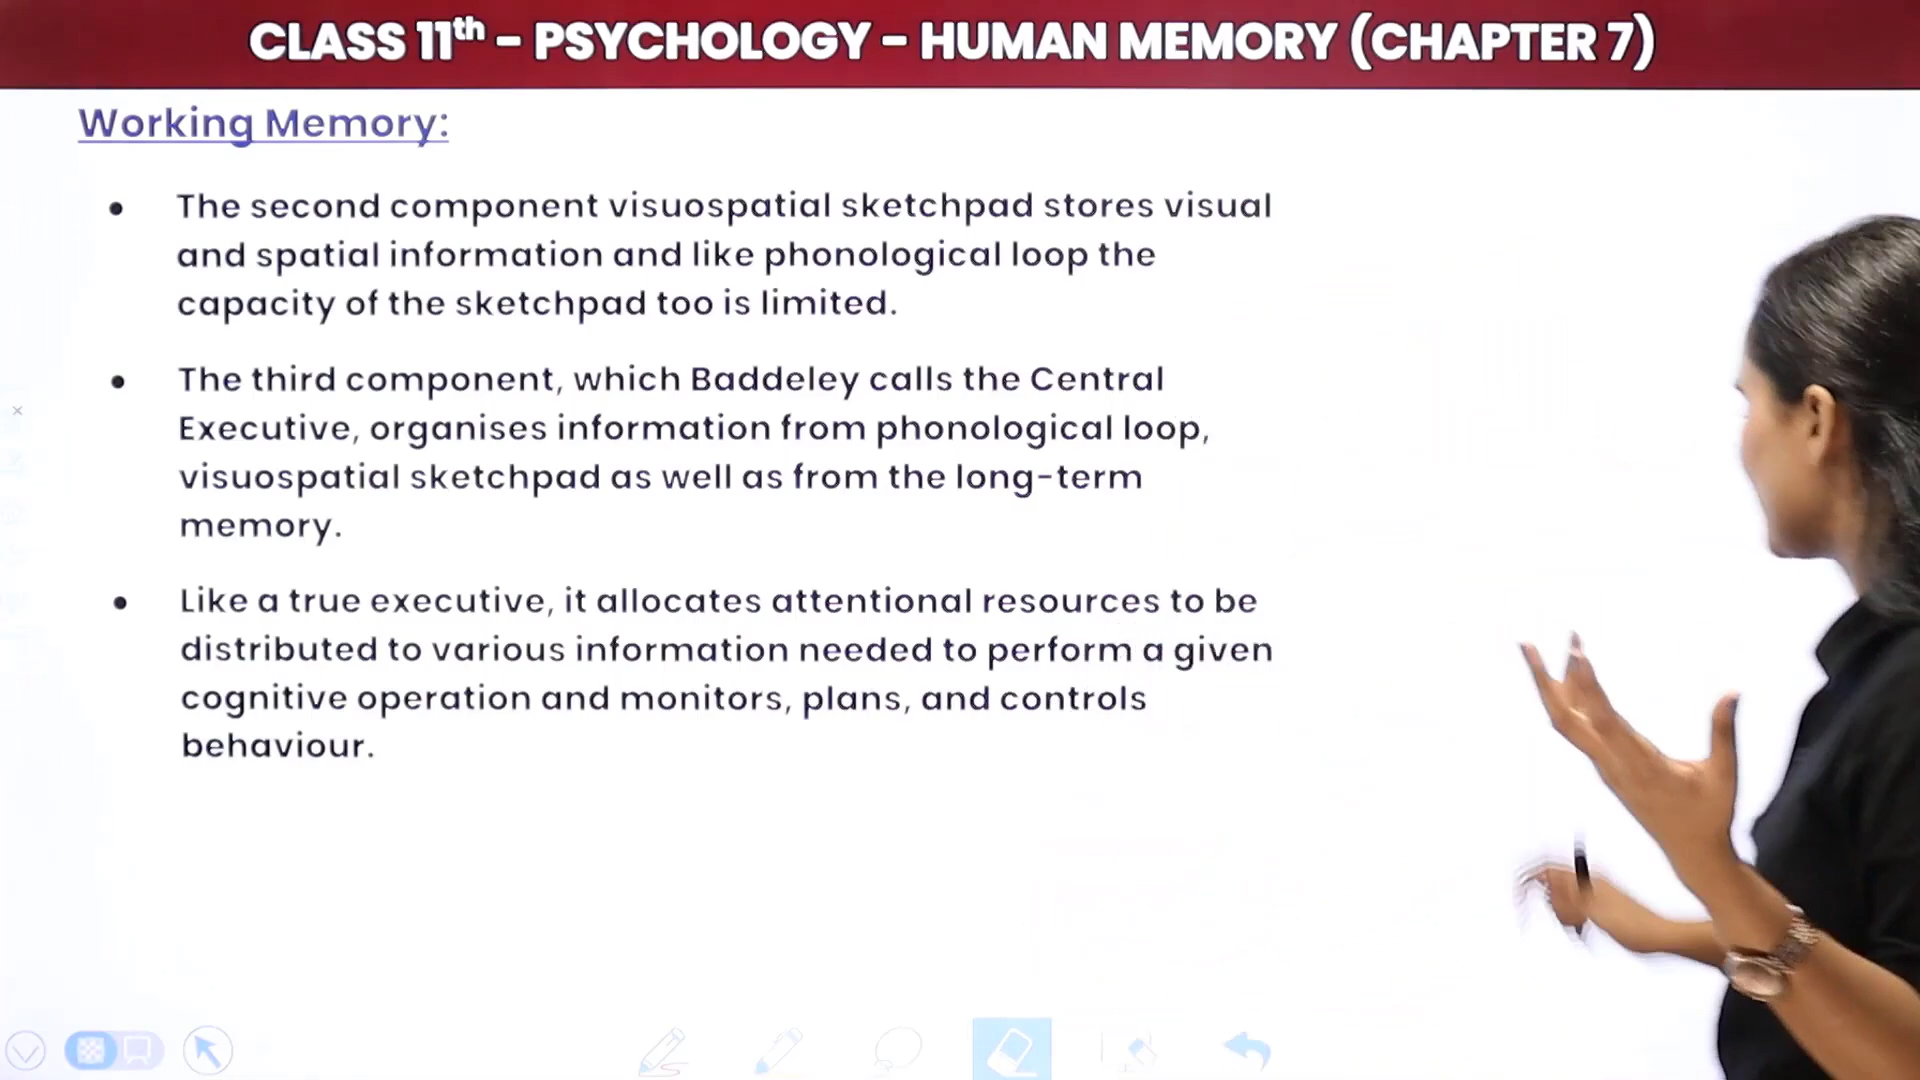 CLASS 11th - PSYCHOLOGY - HUMAN MEMORY (CHAPTER 7)
Working Memory:
• The second component visuospatial sketchpad stores visual
and spatial information and like phonological loop the
capacity of the sketchpad too is limited.
• The third component, which Baddeley calls the Central
Executive, organises information from phonological loop,
visuospatial sketchpad as well as from the long-term
memory.
• Like a true executive, it allocates attentional resources to be
distributed to various information needed to perform a given
cognitive operation and monitors, plans, and controls
behaviour.